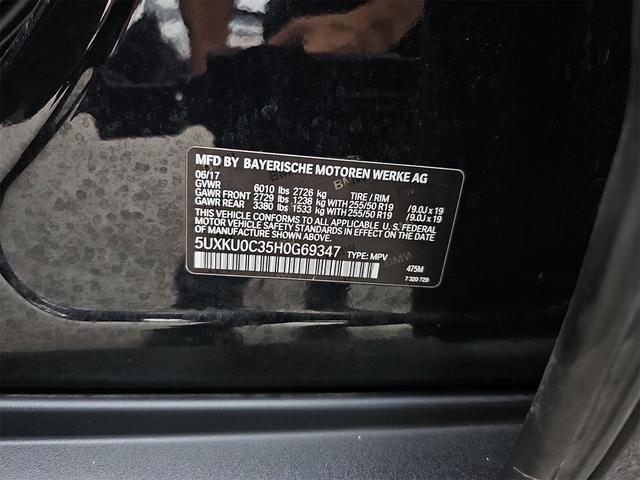 MFD BY BAYERISCHE MOTOREN WERKE AG
06/17
GVWR 6010 lbs 2726 kg TIRE / RIM
GAWR FRONT 2729 lbs 1238 kg WITH 255/50 R19 /9.0J x 19
GAWR REAR 3380 lbs 1533 kg WITH 255/50 R19 /9.0J x 19
THIS VEHICLE CONFORMS TO ALL APPLICABLE U.S. FEDERAL
MOTOR VEHICLE SAFETY STANDARDS IN EFFECT ON THE DATE
OF MANUFACTURE SHOWN ABOVE.
5UXKU0C35H0G69347 TYPE: MPV
475M
7 320 729